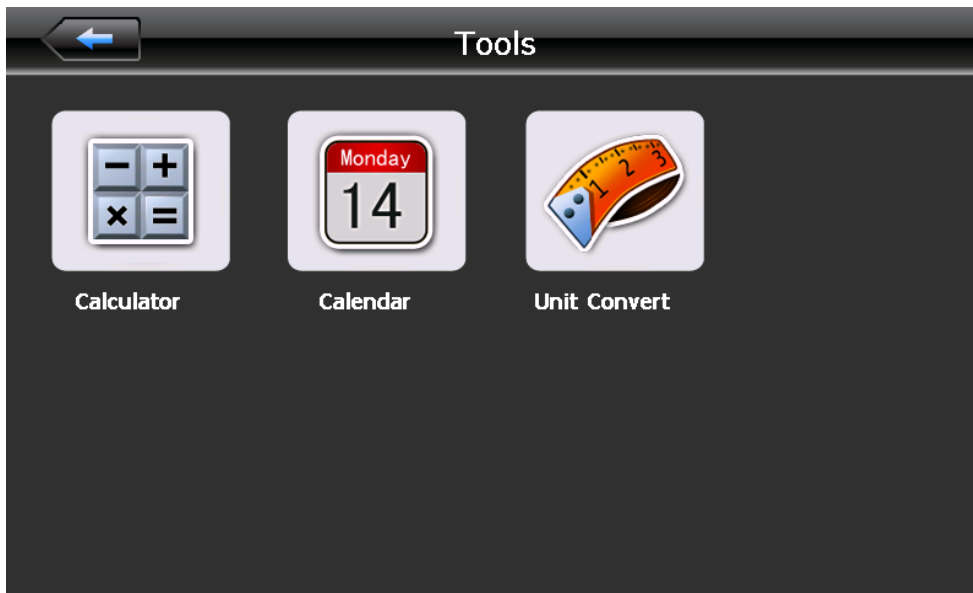 Tools
- +
× =
Monday
14
1 2 3
Calculator
Calendar
Unit Convert